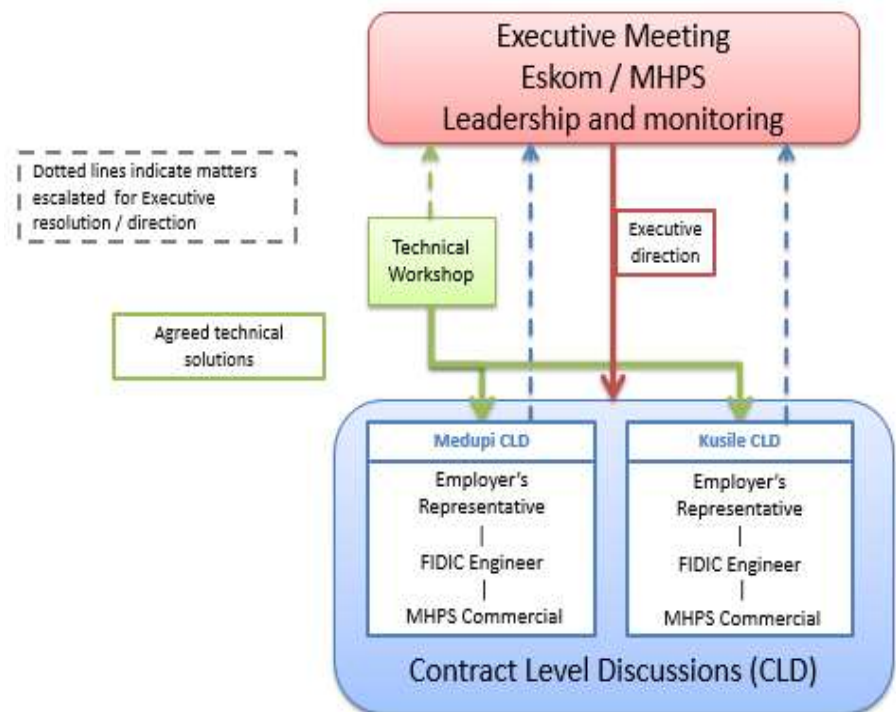 Executive Meeting
Eskom / MHPS
Leadership and monitoring
Dotted lines indicate matters
escalated for Executive
resolution / direction
Technical
Workshop
Executive
direction
Agreed technical
solutions
Medupi CLD
Employer's
Representative
|
FIDIC Engineer
|
MHPS Commercial
Kusile CLD
Employer's
Representative
|
FIDIC Engineer
|
MHPS Commercial
Contract Level Discussions (CLD)